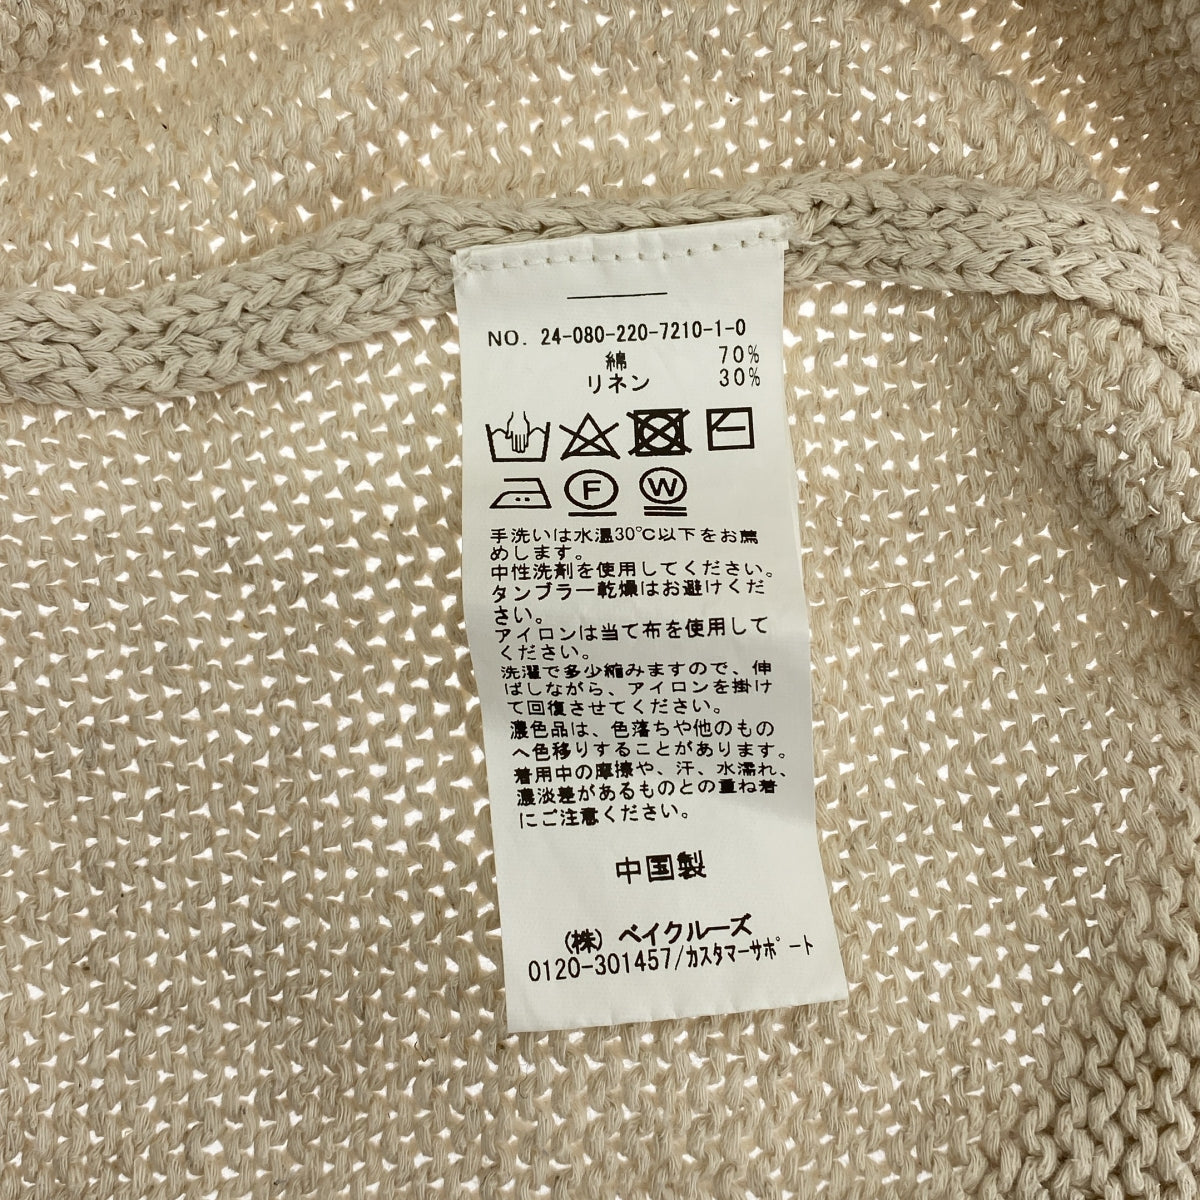 NO. 24-080-220-7210-1-0
綿 70%
リネン 30%
F W
手洗いは水温30℃以下をお薦
めします。
中性洗剤を使用してください。
タンブラー乾燥はお避けくだ
さい。
アイロンは当て布を使用して
ください。
洗濯で多少縮みますので、伸
ばしながら、アイロンを掛け
て回復させてください。
濃色品は、色落ちや他のもの
へ色移りすることがあります。
着用中の摩擦や、汗、水濡れ、
濃淡差があるものとの重ね着
にご注意ください。
中国製
(株) ベイクルーズ
0120-301457/カスタマーサポート